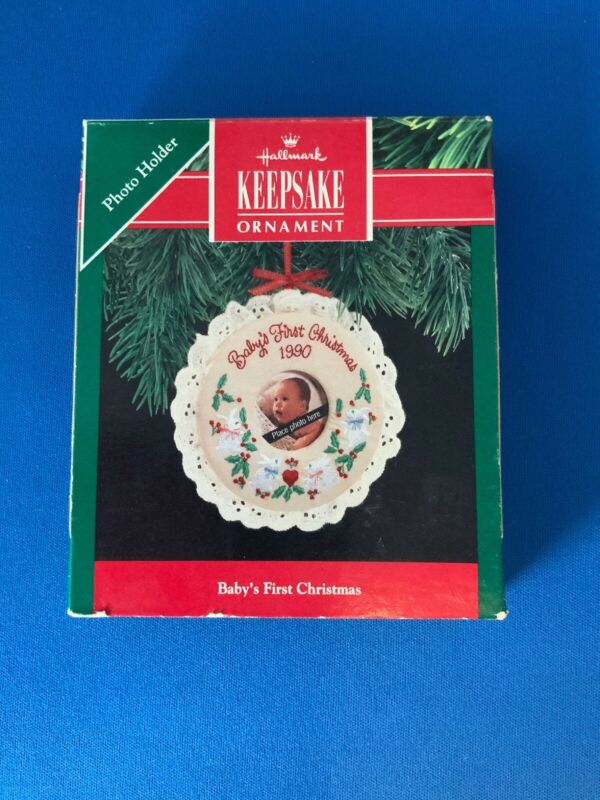 Photo Holder
Hallmark
KEEPSAKE
ORNAMENT
Baby's First Christmas
1990
Place photo here
Baby's First Christmas